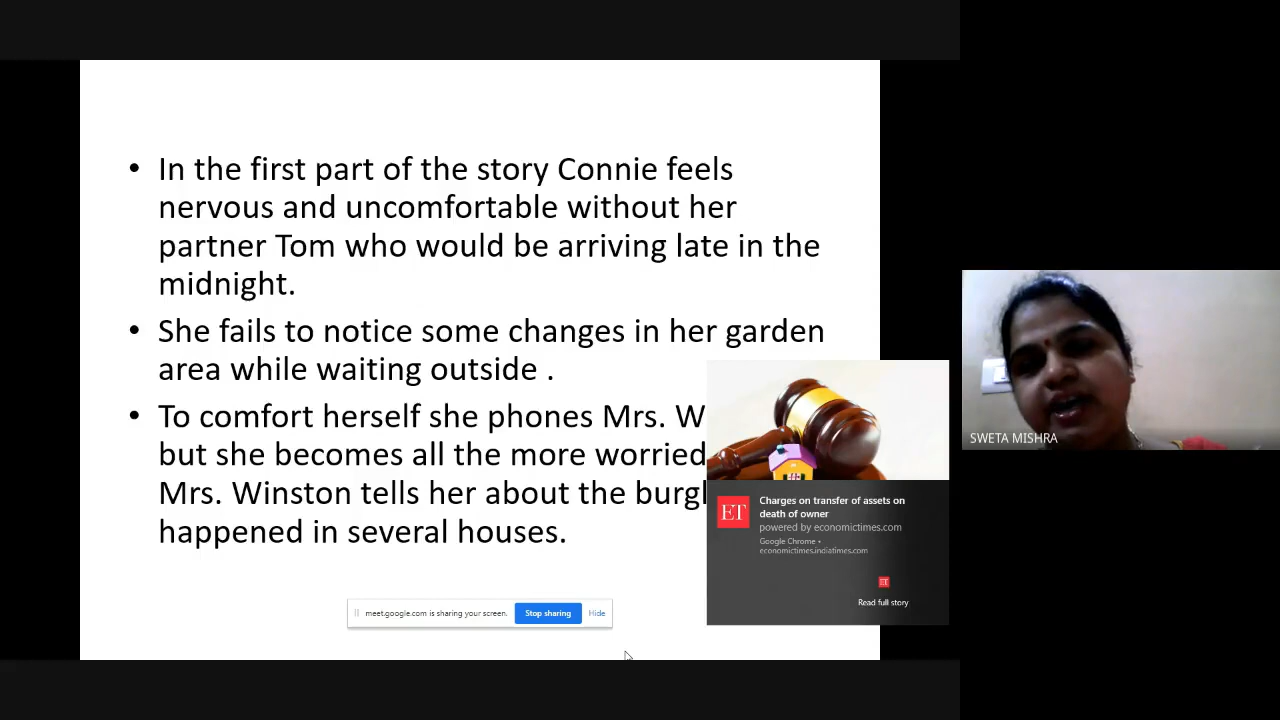 • In the first part of the story Connie feels
nervous and uncomfortable without her
partner Tom who would be arriving late in the
midnight.
• She fails to notice some changes in her garden
area while waiting outside .
• To comfort herself she phones Mrs. W
but she becomes all the more worried
Mrs. Winston tells her about the burgl
happened in several houses.
ET
Charges on transfer of assets on
death of owner
powered by economictimes.com
Google Chrome •
economictimes.indiatimes.com
ET
Read full story
meet.google.com is sharing your screen.
Stop sharing
Hide
SWETA MISHRA